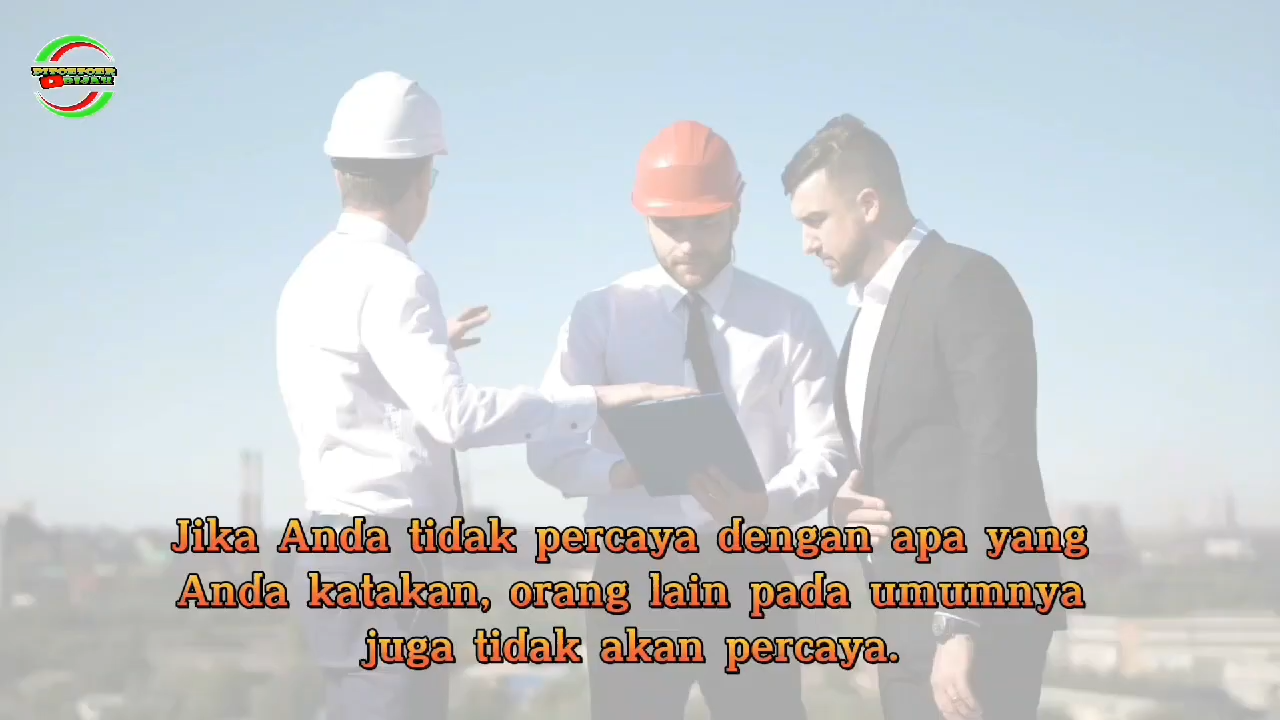 Jika Anda tidak percaya dengan apa yang
Anda katakan, orang lain pada umumnya
juga tidak akan percaya.